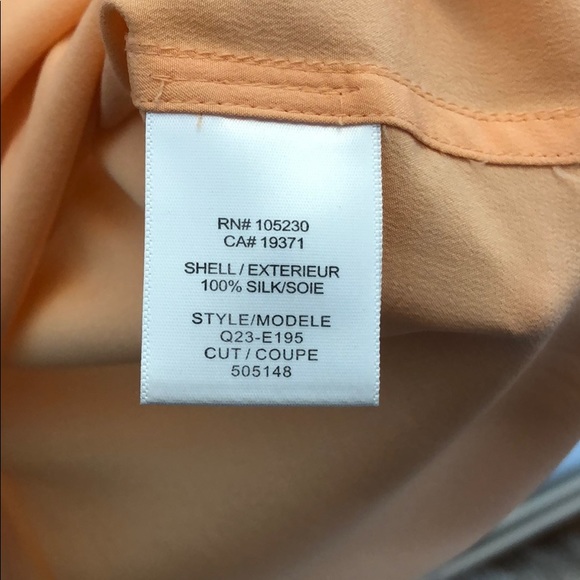 RN# 105230
CA# 19371
SHELL / EXTERIEUR
100% SILK/SOIE
STYLE/MODELE
Q23-E195
CUT / COUPE
505148